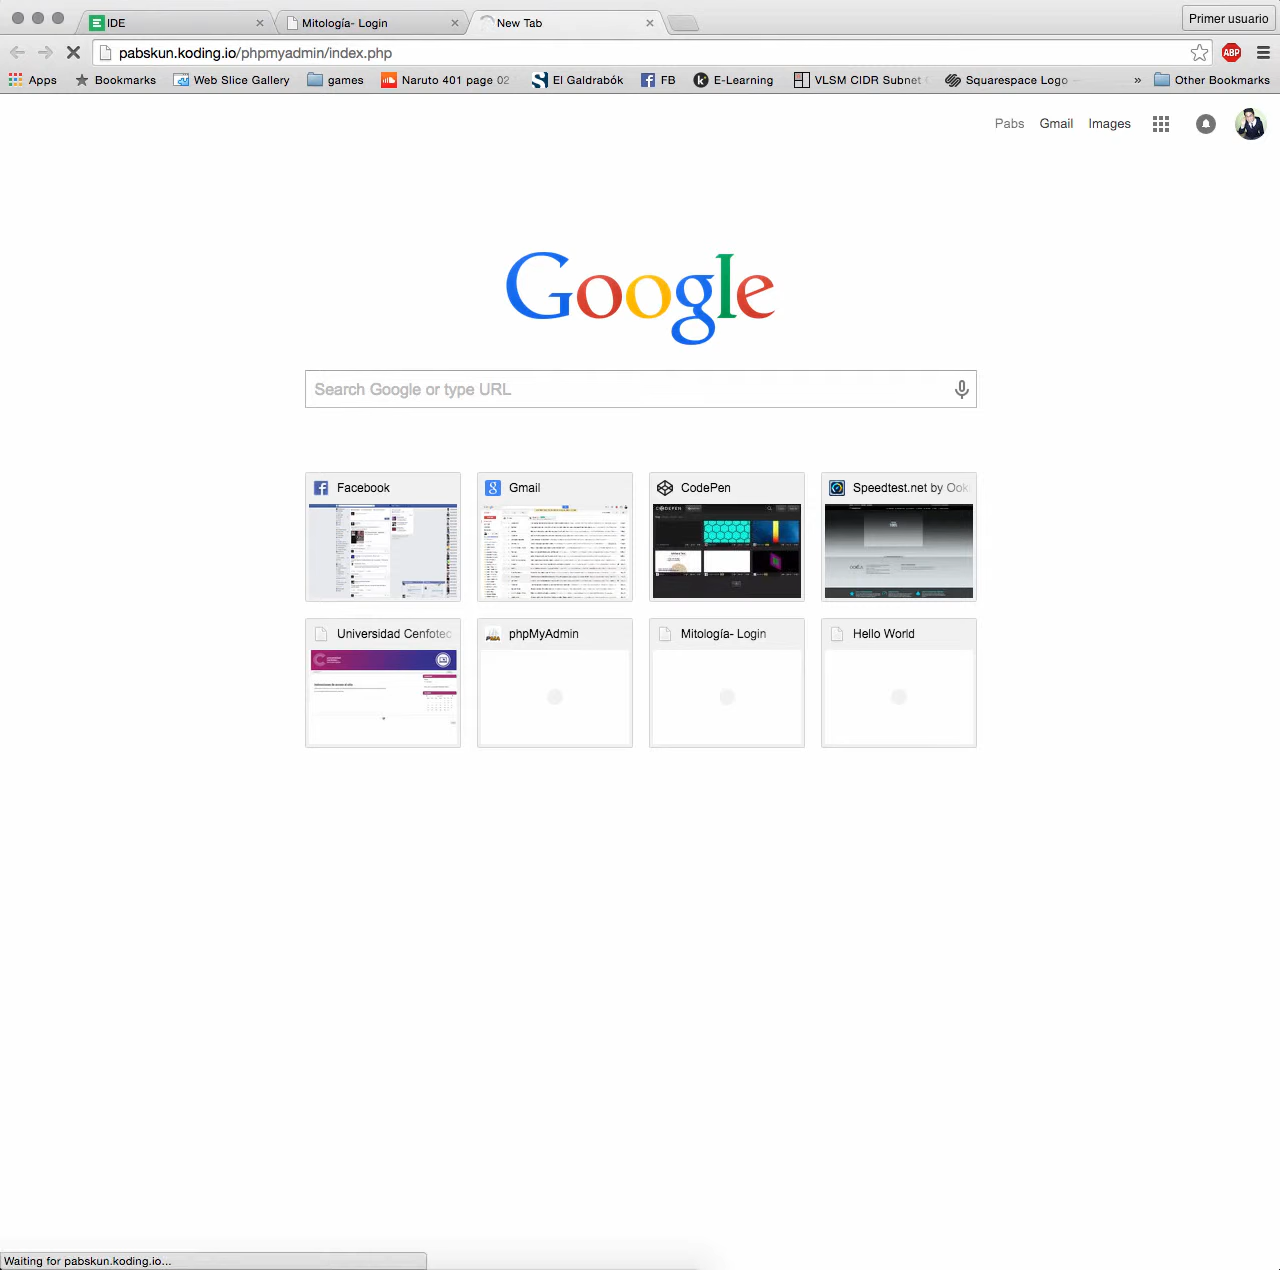 IDE
Mitología- Login
New Tab
Primer usuario
pabskun.koding.io/phpmyadmin/index.php
ABP
Apps
Bookmarks
Web Slice Gallery
games
Naruto 401 page 02
El Galdrabók
FB
E-Learning
VLSM CIDR Subnet
Squarespace Logo
»
Other Bookmarks
Pabs
Gmail
Images
Google
Search Google or type URL
Facebook
Gmail
CodePen
Speedtest.net by Ook
Universidad Cenfotec
phpMyAdmin
Mitología- Login
Hello World
Waiting for pabskun.koding.io...